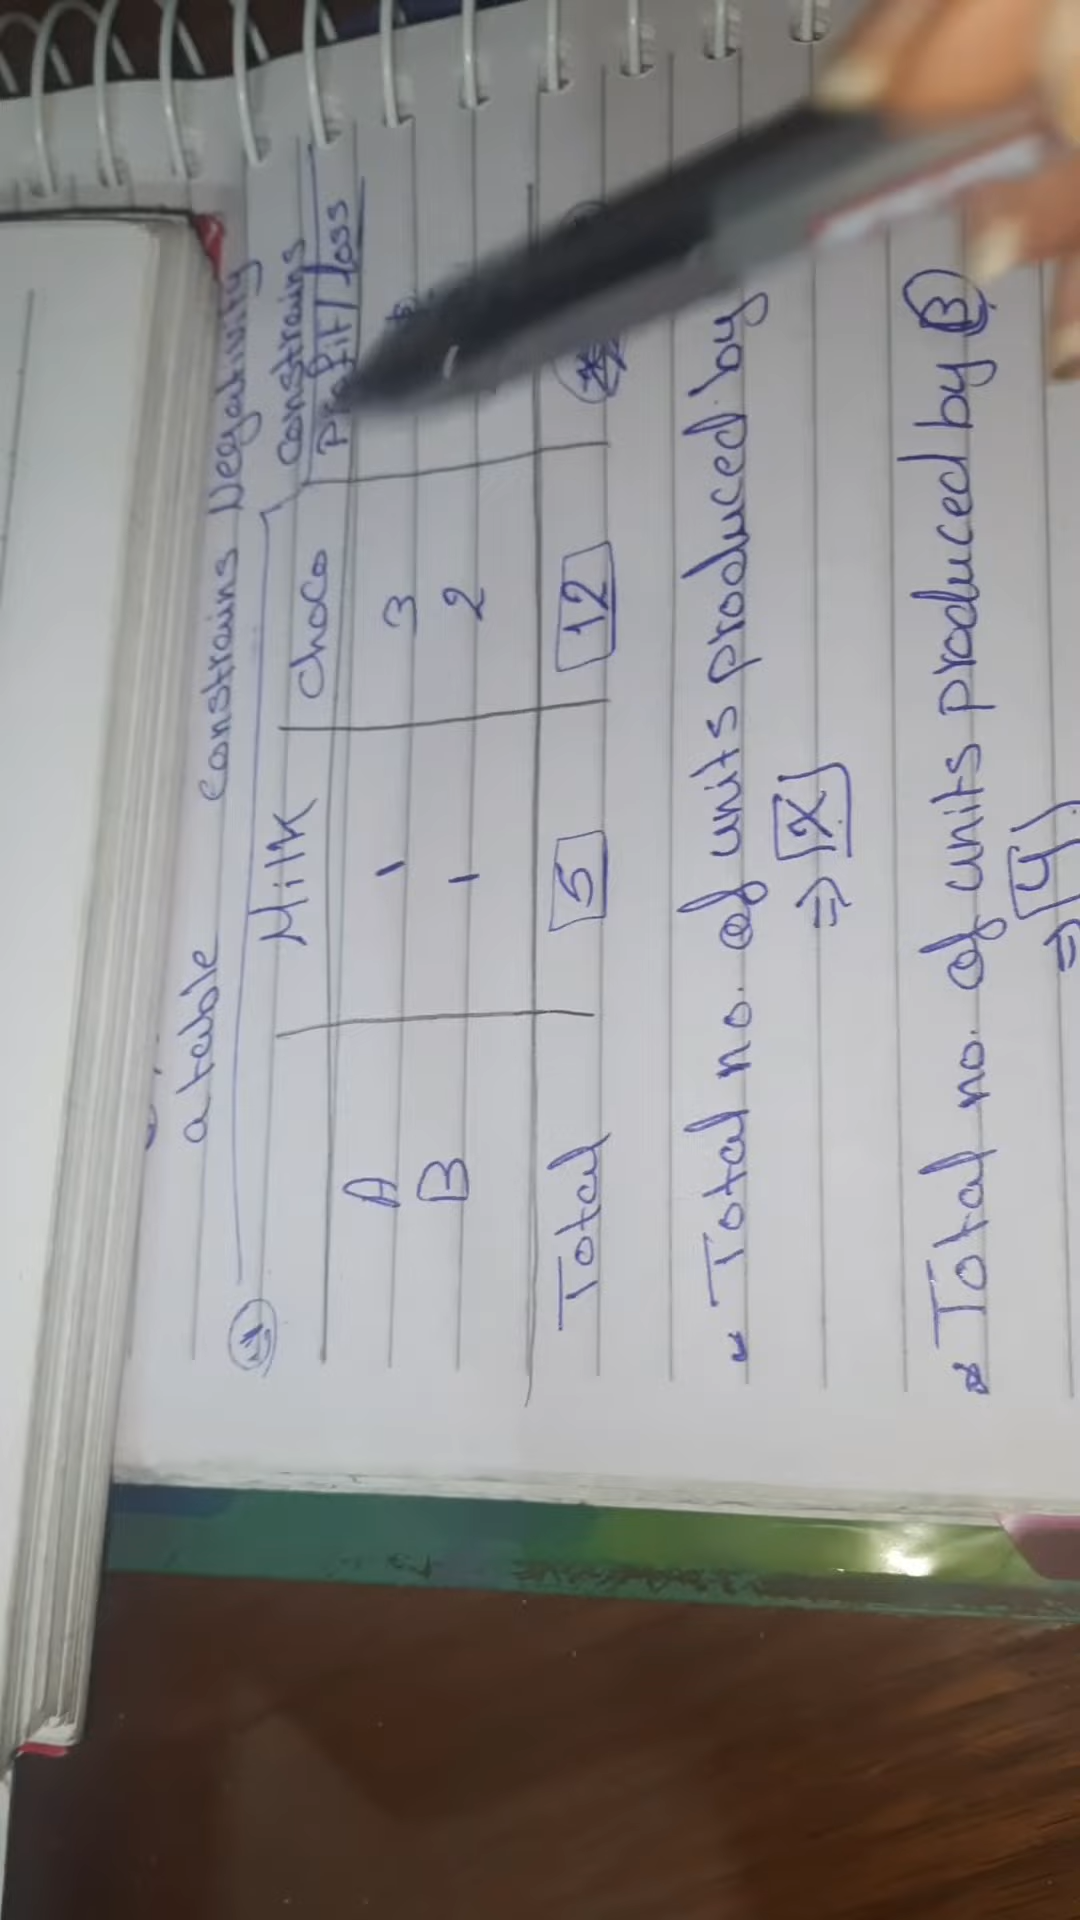 a table constrains Negativity
constrains
Milk Choco Profit/loss
A 1 3
B 1 2
Total 5 12
Total no. of units produced by
⇒ X
Total no. of units produced by B
⇒ Y